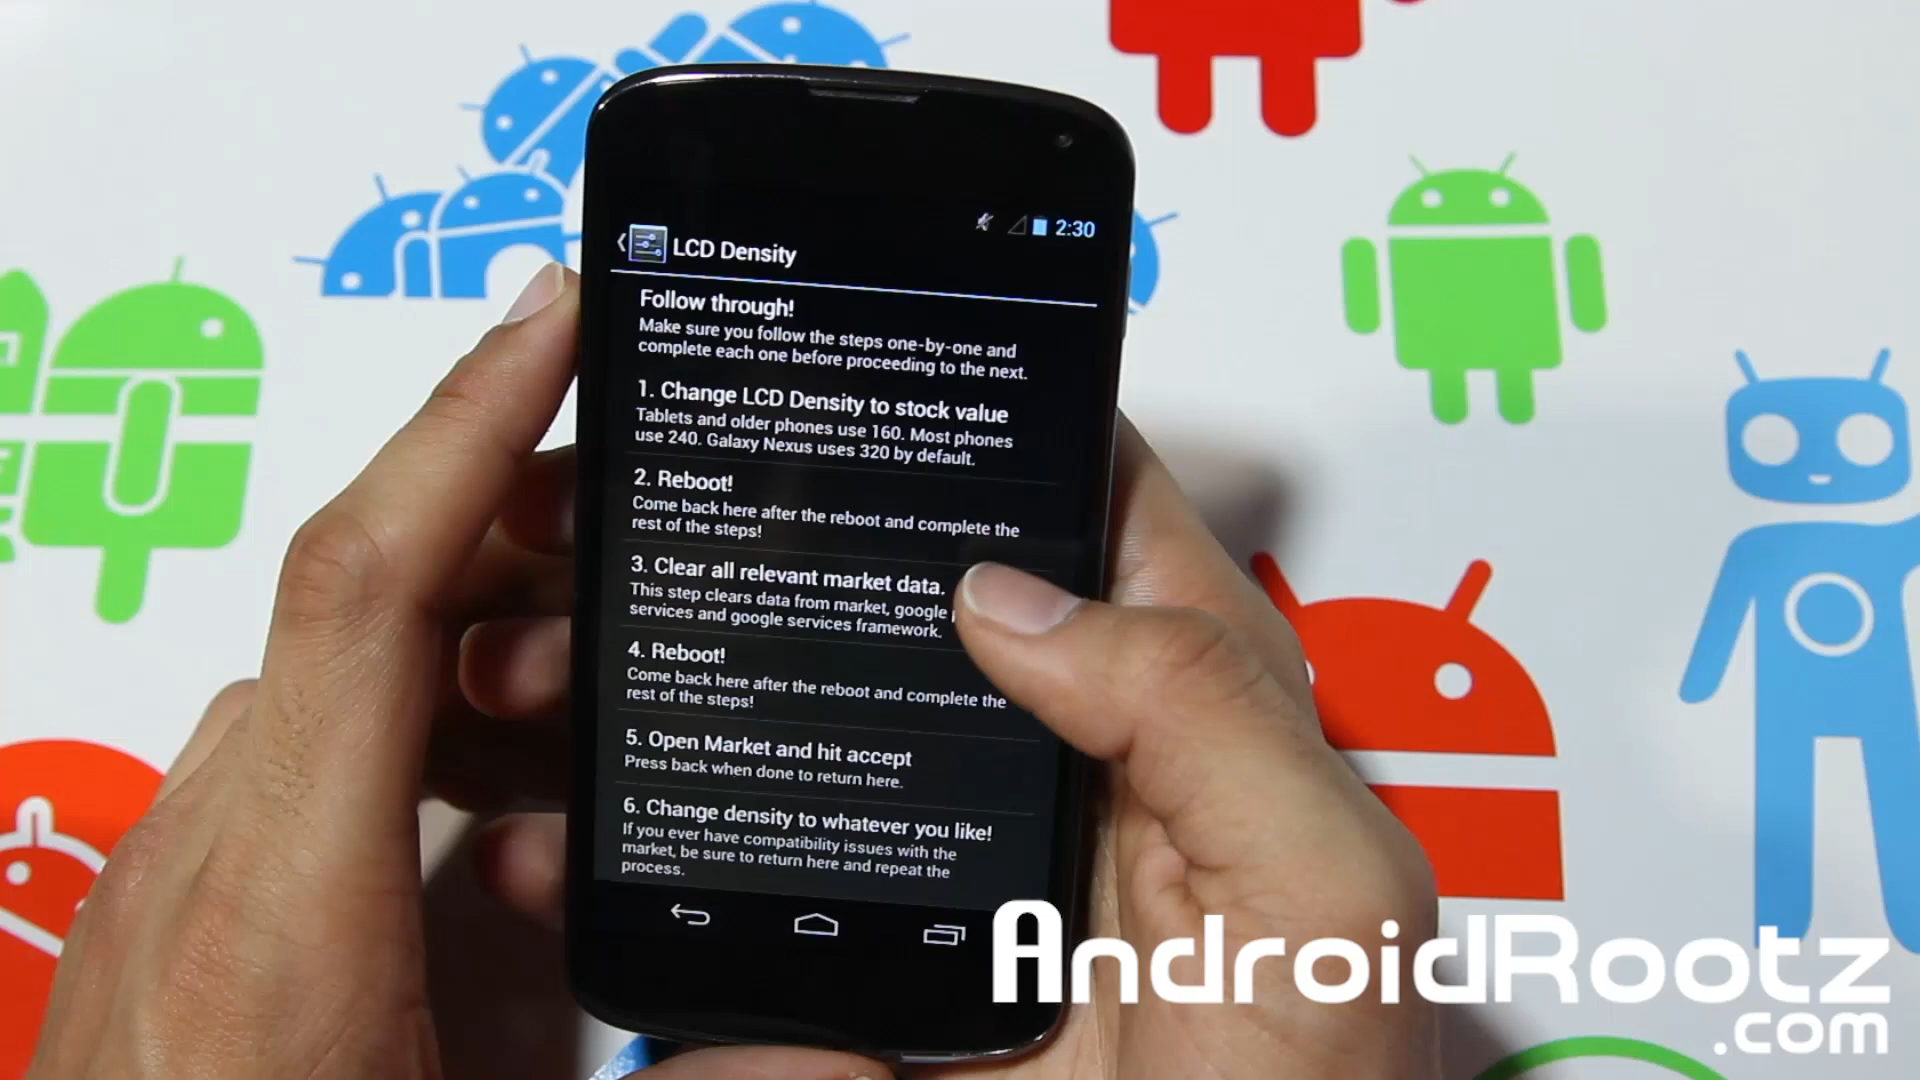 2:30
LCD Density
Follow through!
Make sure you follow the steps one-by-one and
complete each one before proceeding to the next.
1. Change LCD Density to stock value
Tablets and older phones use 160. Most phones
use 240. Galaxy Nexus uses 320 by default.
2. Reboot!
Come back here after the reboot and complete the
rest of the steps!
3. Clear all relevant market data.
This step clears data from market, google
services and google services framework.
4. Reboot!
Come back here after the reboot and complete the
rest of the steps!
5. Open Market and hit accept
Press back when done to return here.
6. Change density to whatever you like!
If you ever have compatibility issues with the
market, be sure to return here and repeat the
process.
AndroidRootz
.com